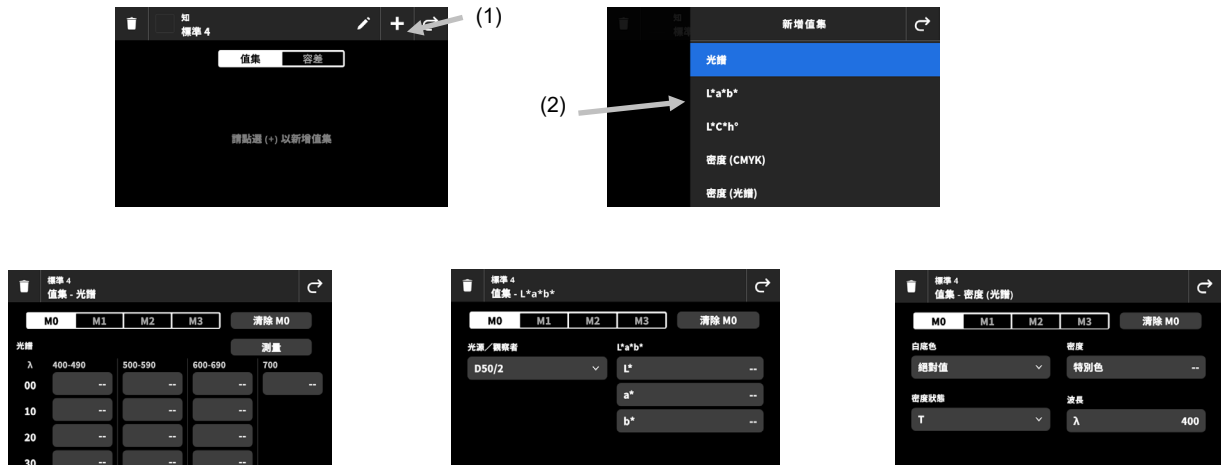 知
標準 4
(1)
值集 容差
請點選 (+) 以新增值集
新增值集
(2)
光譜
L*a*b*
L*C*h°
密度 (CMYK)
密度 (光譜)
標準 4
值集 - 光譜
M0 M1 M2 M3 清除 M0
光譜 測量
λ 400-490 500-590 600-690 700
00 -- -- -- --
10 -- -- --
20 -- -- --
30 -- -- --
標準 4
值集 - L*a*b*
M0 M1 M2 M3 清除 M0
光源／觀察者 L*a*b*
D50/2 L* --
a* --
b* --
標準 4
值集 - 密度 (光譜)
M0 M1 M2 M3 清除 M0
白底色 密度
絕對值 特別色 --
密度狀態 波長
T λ 400